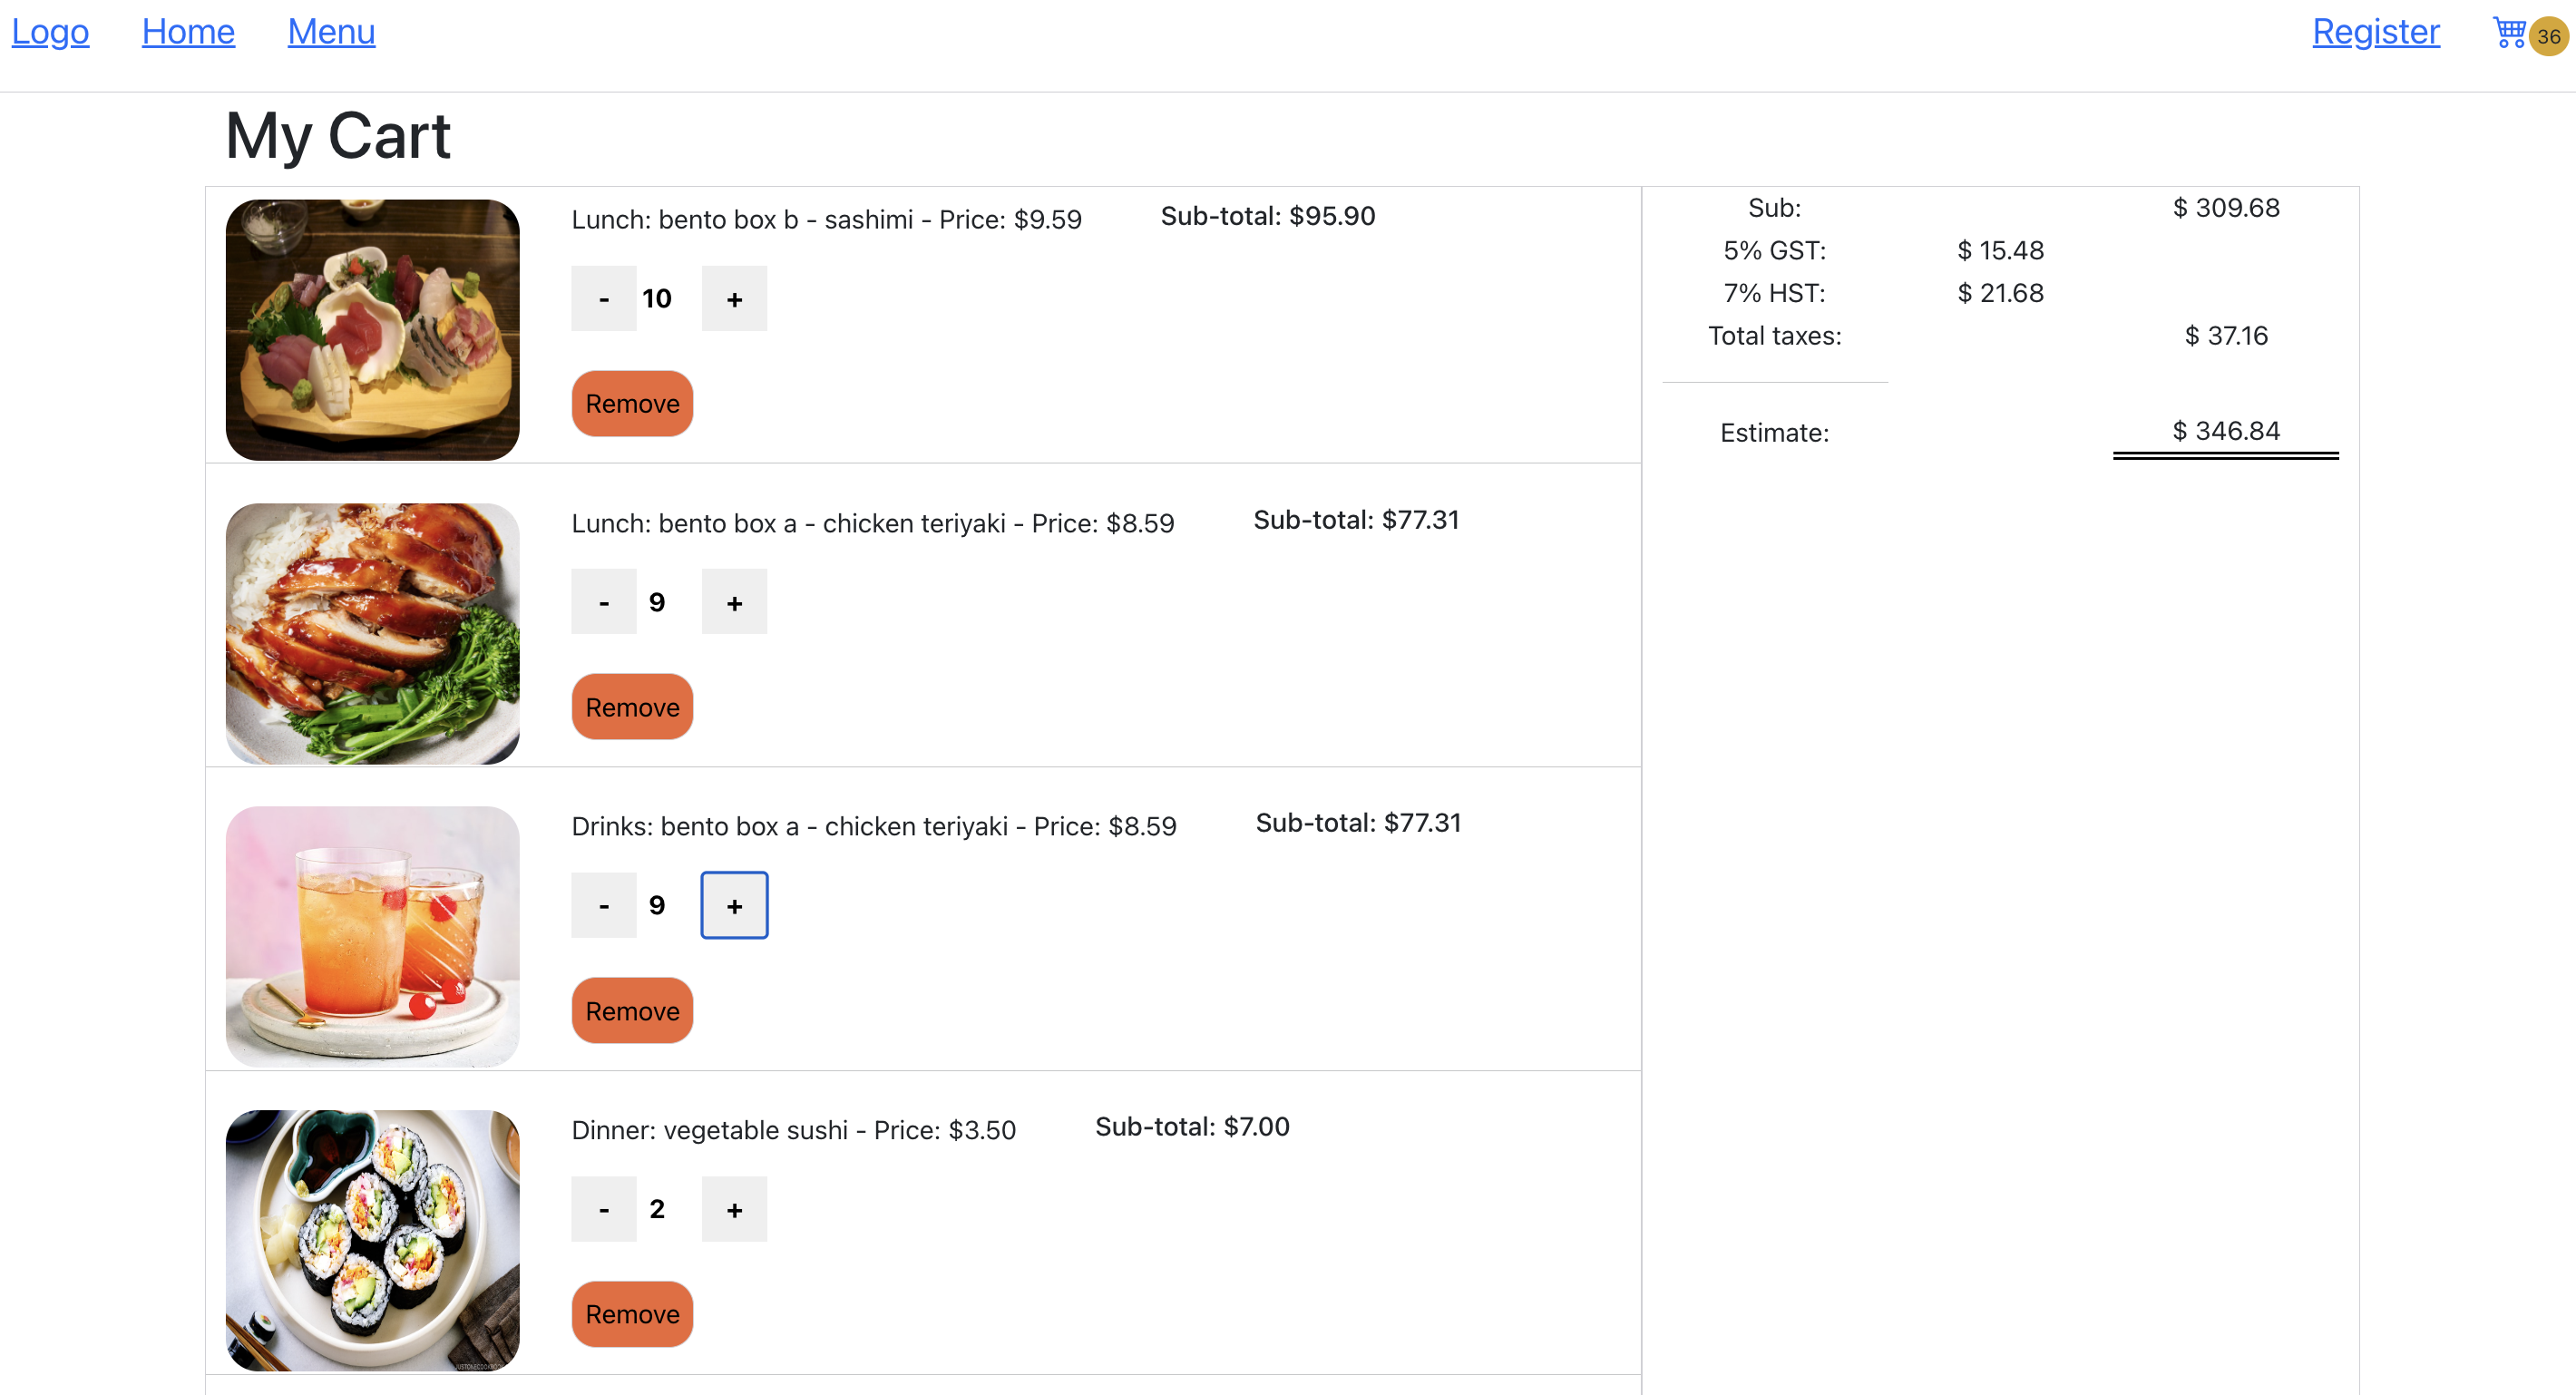 Logo Home Menu Register 36
My Cart
Lunch: bento box b - sashimi - Price: $9.59 Sub-total: $95.90
- 10 +
Remove
Lunch: bento box a - chicken teriyaki - Price: $8.59 Sub-total: $77.31
- 9 +
Remove
Drinks: bento box a - chicken teriyaki - Price: $8.59 Sub-total: $77.31
- 9 +
Remove
Dinner: vegetable sushi - Price: $3.50 Sub-total: $7.00
- 2 +
Remove
Sub: $ 309.68
5% GST: $ 15.48
7% HST: $ 21.68
Total taxes: $ 37.16
Estimate: $ 346.84